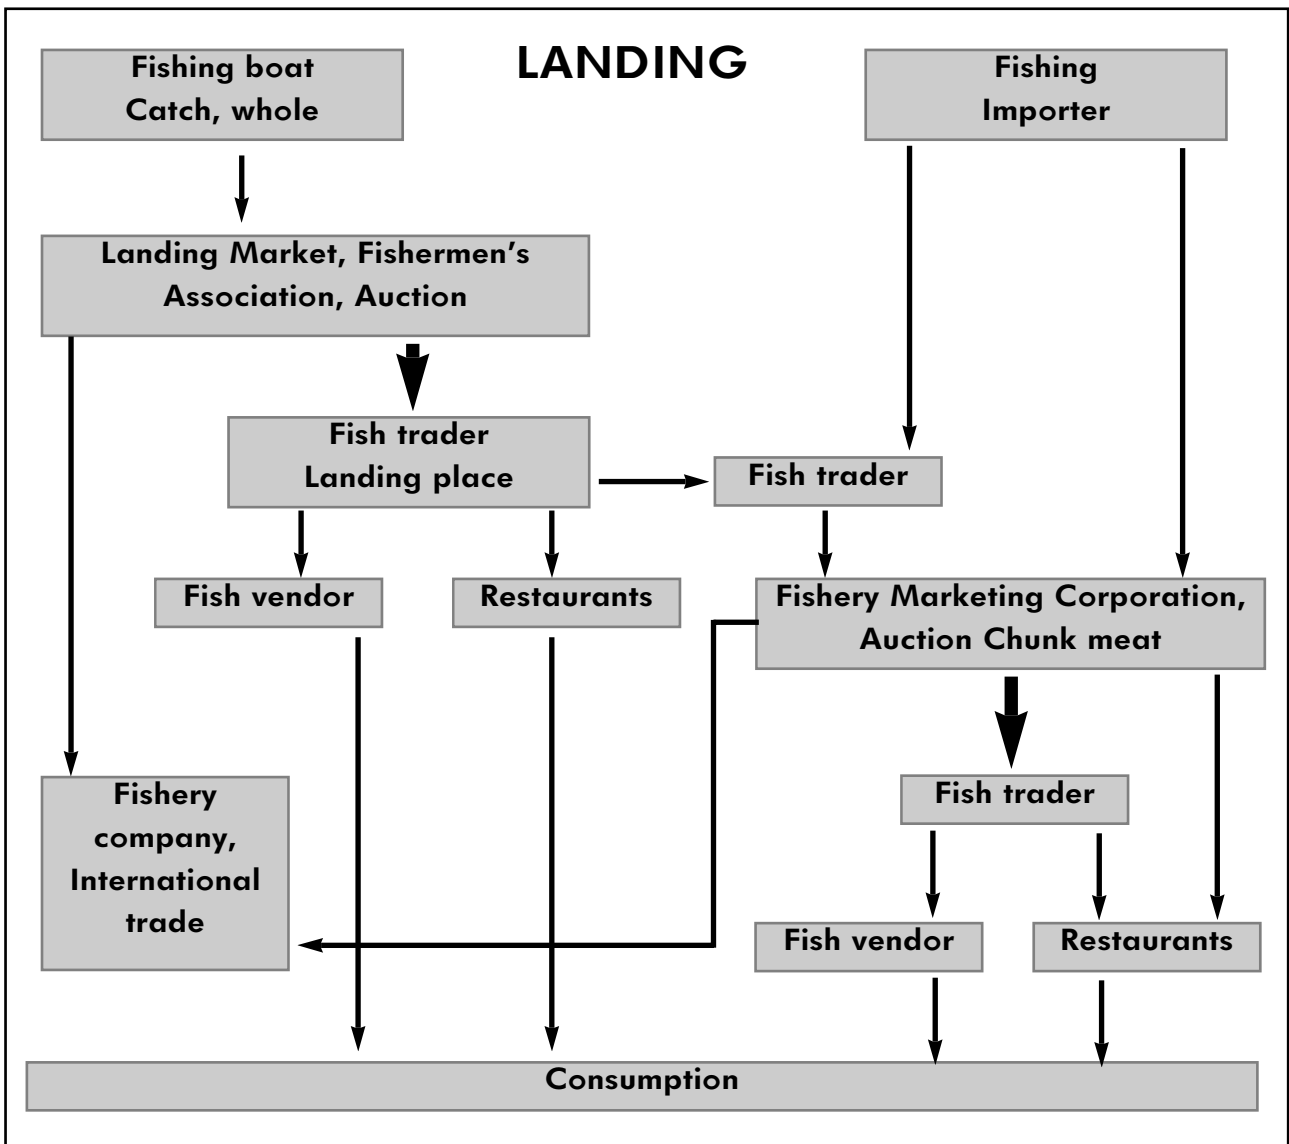 LANDING
Fishing boat
Catch, whole
Fishing
Importer
Landing Market, Fishermen's
Association, Auction
Fish trader
Landing place
Fish trader
Fish vendor
Restaurants
Fishery Marketing Corporation,
Auction Chunk meat
Fishery
company,
International
trade
Fish trader
Fish vendor
Restaurants
Consumption